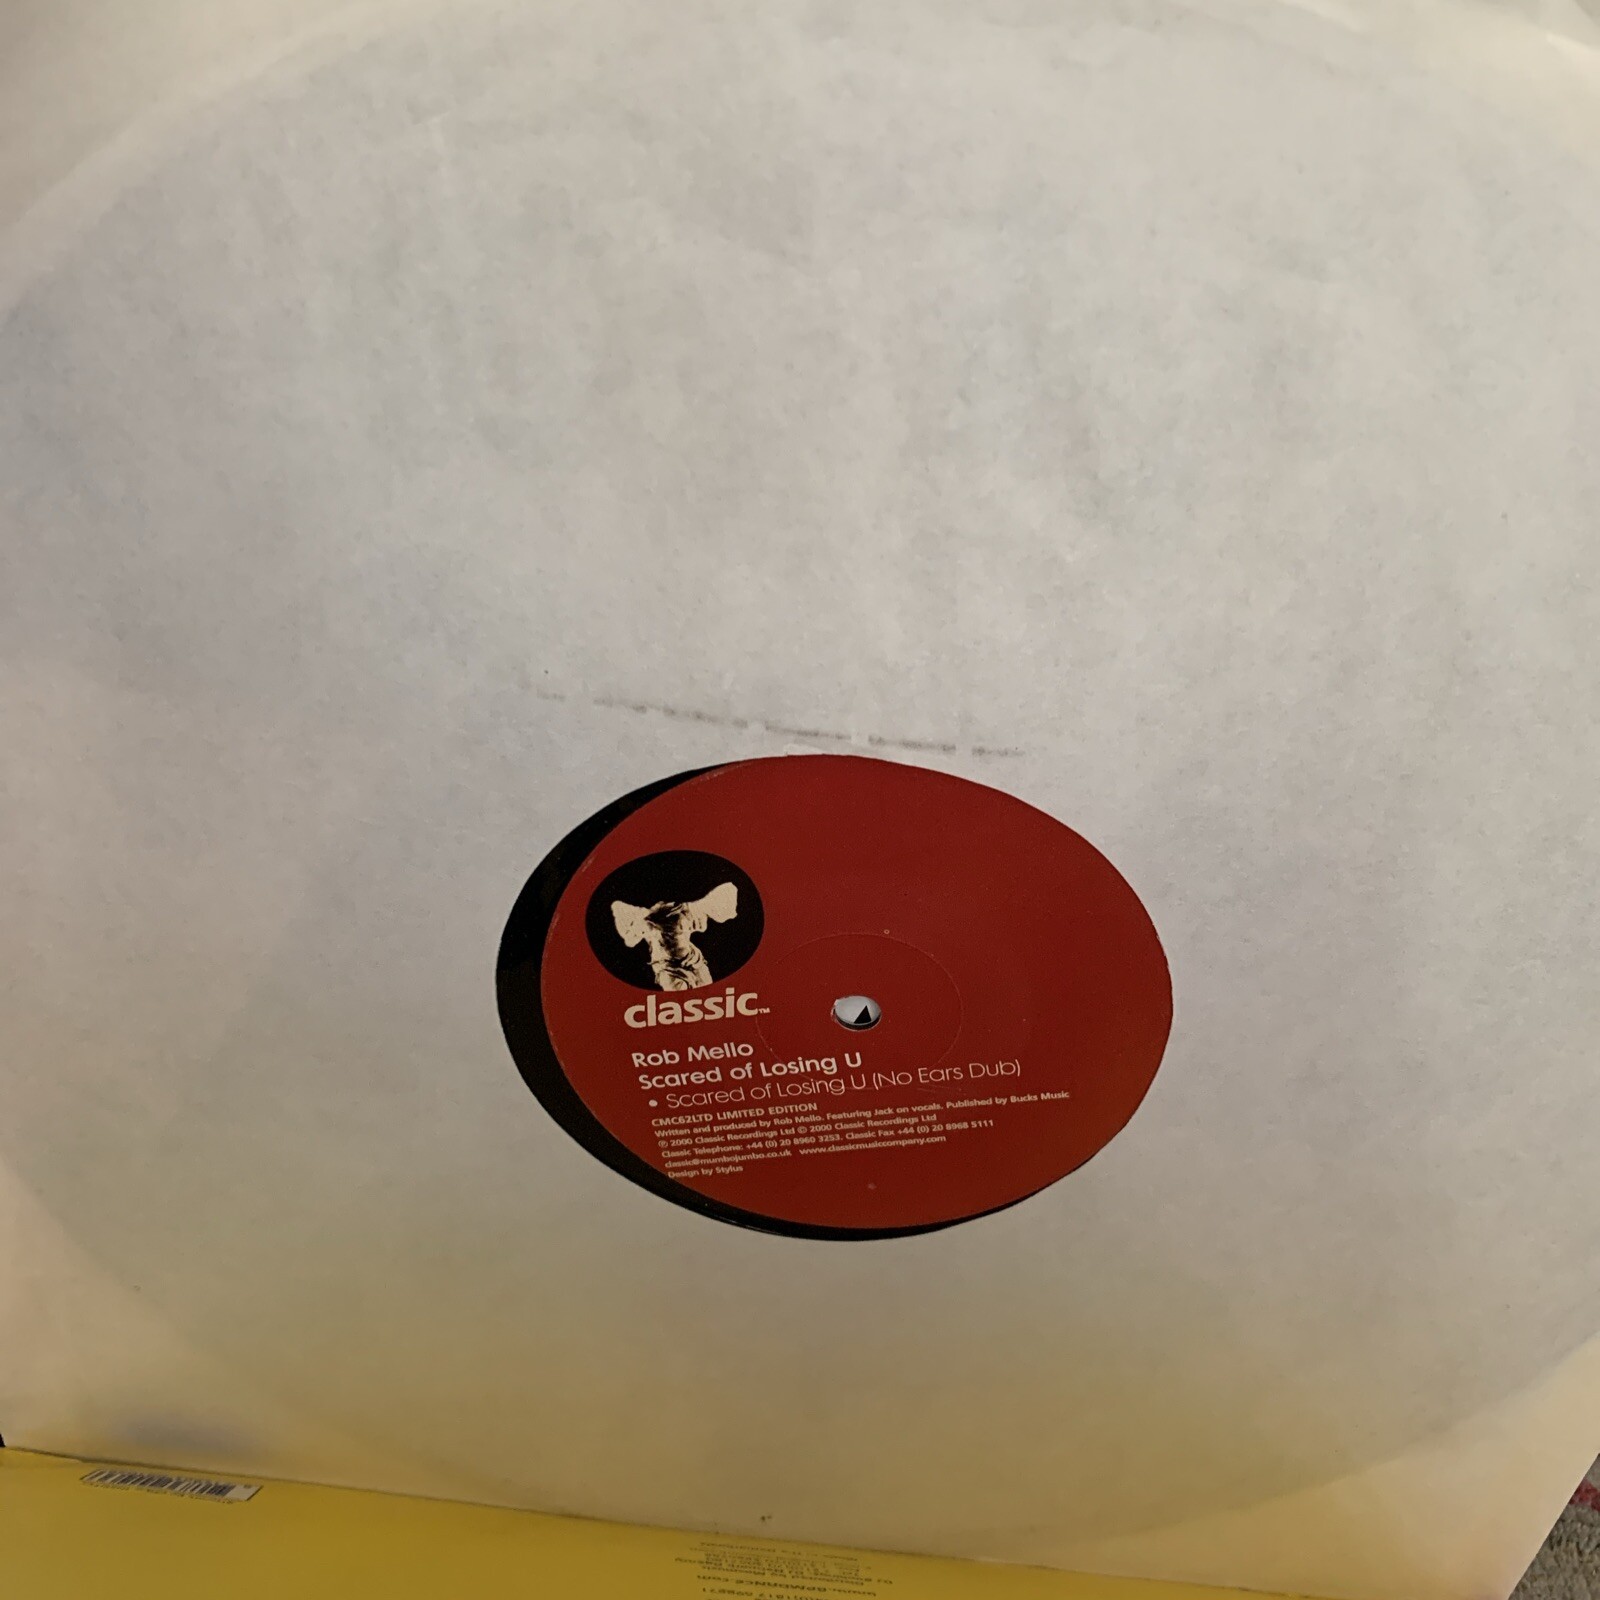 classic™
Rob Mello
Scared of Losing U
• Scared of Losing U (No Ears Dub)
CMC62LTD LIMITED EDITION
Written and produced by Rob Mello. Featuring Jack on vocals. Published by Bucks Music
℗ 2000 Classic Recordings Ltd © 2000 Classic Recordings Ltd
Classic Telephone: +44 (0) 20 8960 3253. Classic Fax +44 (0) 20 8968 5111
classic@mumbojumbo.co.uk www.classicmusiccompany.com
Design by Stylus